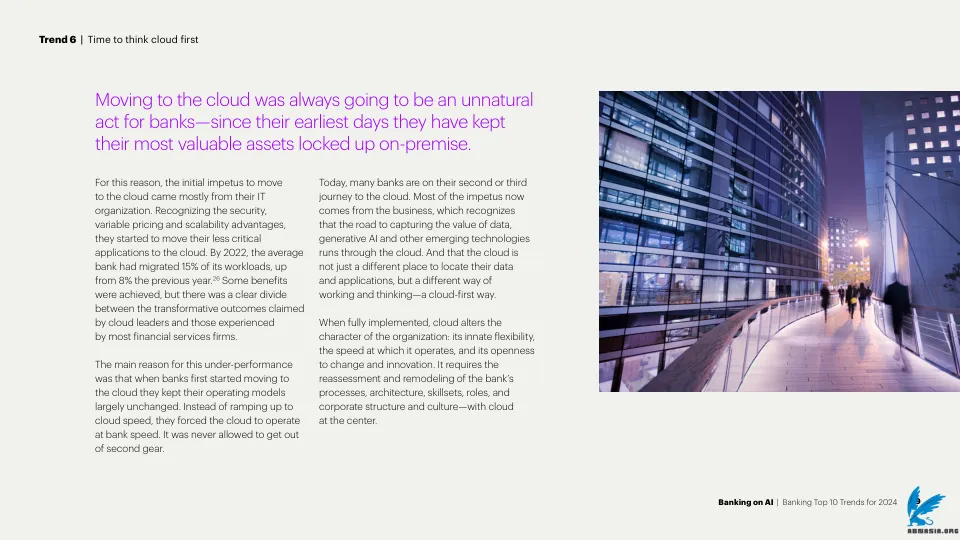 Trend 6 | Time to think cloud first
Moving to the cloud was always going to be an unnatural
act for banks—since their earliest days they have kept
their most valuable assets locked up on-premise.
For this reason, the initial impetus to move
to the cloud came mostly from their IT
organization. Recognizing the security,
variable pricing and scalability advantages,
they started to move their less critical
applications to the cloud. By 2022, the average
bank had migrated 15% of its workloads, up
from 8% the previous year.26 Some benefits
were achieved, but there was a clear divide
between the transformative outcomes claimed
by cloud leaders and those experienced
by most financial services firms.
The main reason for this under-performance
was that when banks first started moving to
the cloud they kept their operating models
largely unchanged. Instead of ramping up to
cloud speed, they forced the cloud to operate
at bank speed. It was never allowed to get out
of second gear.
Today, many banks are on their second or third
journey to the cloud. Most of the impetus now
comes from the business, which recognizes
that the road to capturing the value of data,
generative AI and other emerging technologies
runs through the cloud. And that the cloud is
not just a different place to locate their data
and applications, but a different way of
working and thinking—a cloud-first way.
When fully implemented, cloud alters the
character of the organization: its innate flexibility,
the speed at which it operates, and its openness
to change and innovation. It requires the
reassessment and remodeling of the bank's
processes, architecture, skillsets, roles, and
corporate structure and culture—with cloud
at the center.
Banking on AI | Banking Top 10 Trends for 2024
ABMASIA.ORG